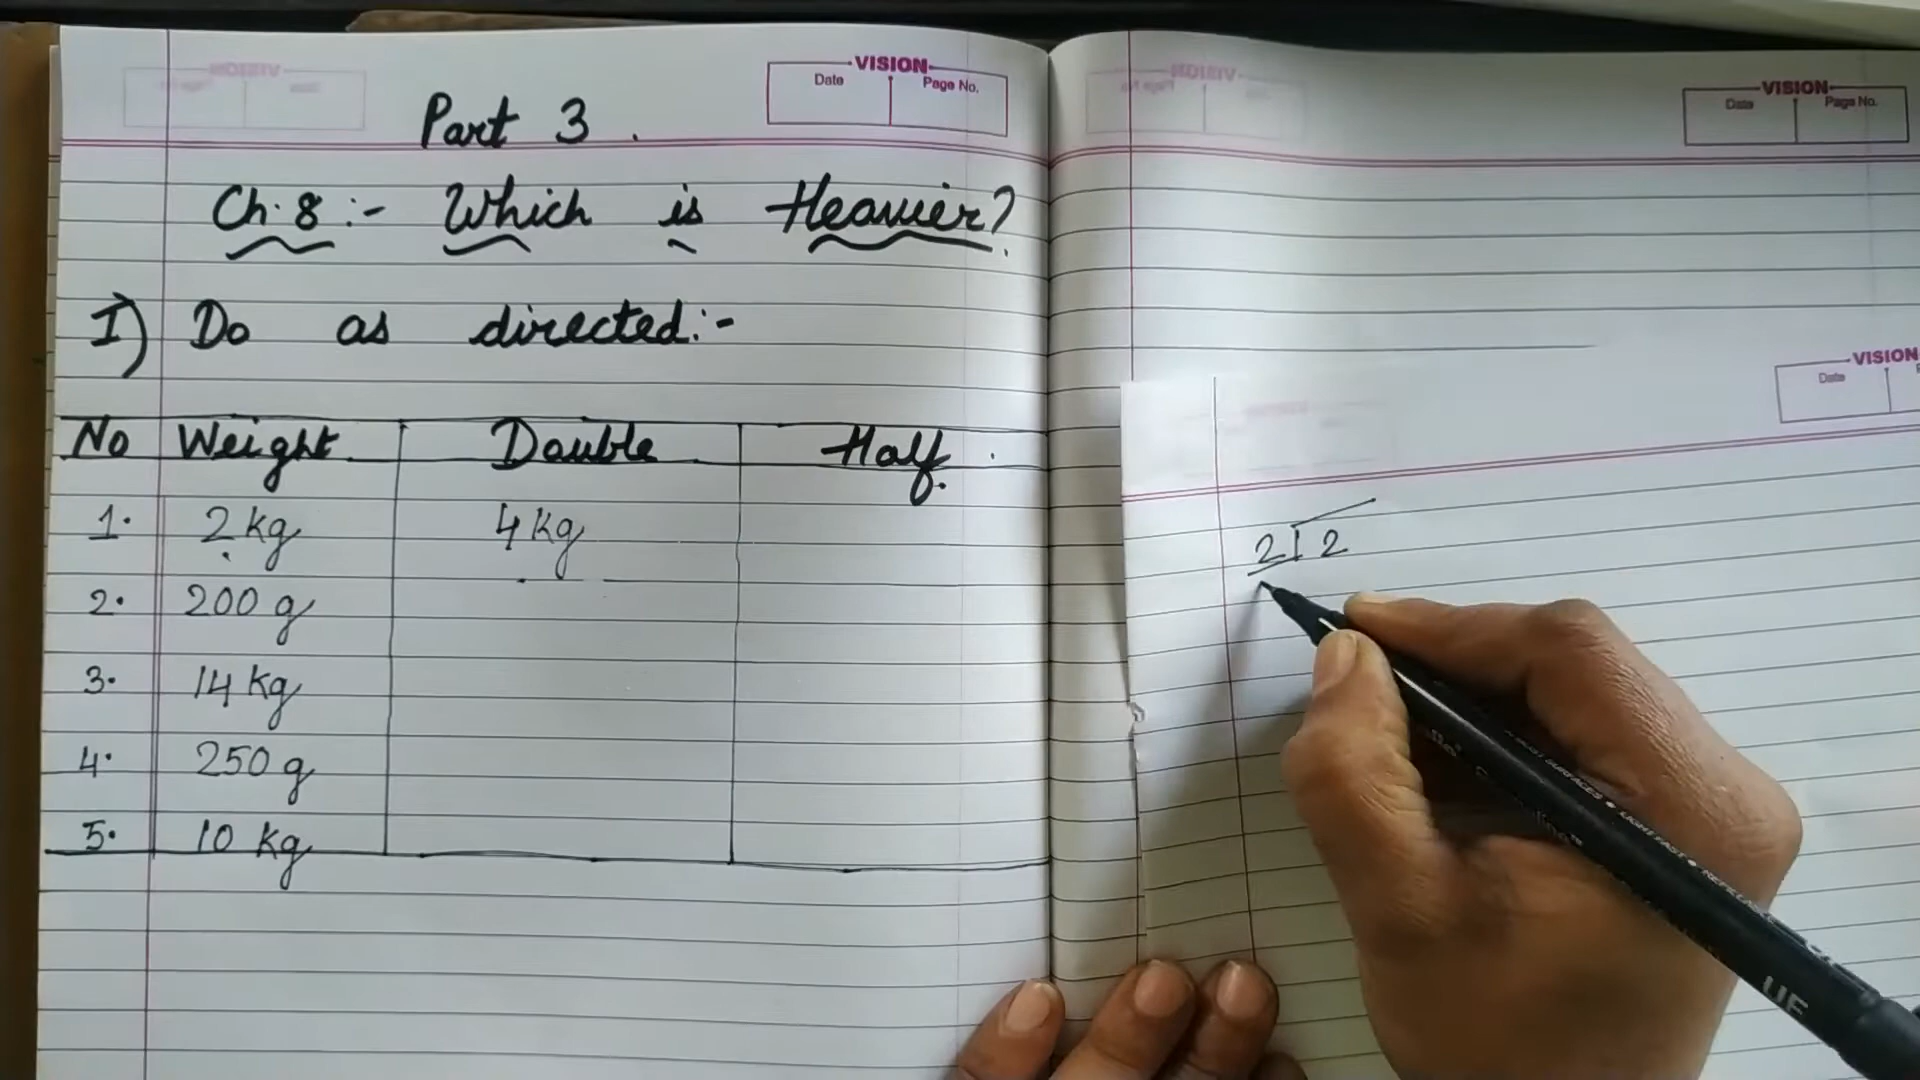 VISION
Date Page No.
Part 3.
Ch. 8 :- Which is Heavier?
I) Do as directed:-
No Weight Double Half.
1. 2 kg 4 kg
2. 200 g
3. 14 kg
4. 250 g
5. 10 kg
VISION
Date Page No.
VISION
Date
2 2
UF